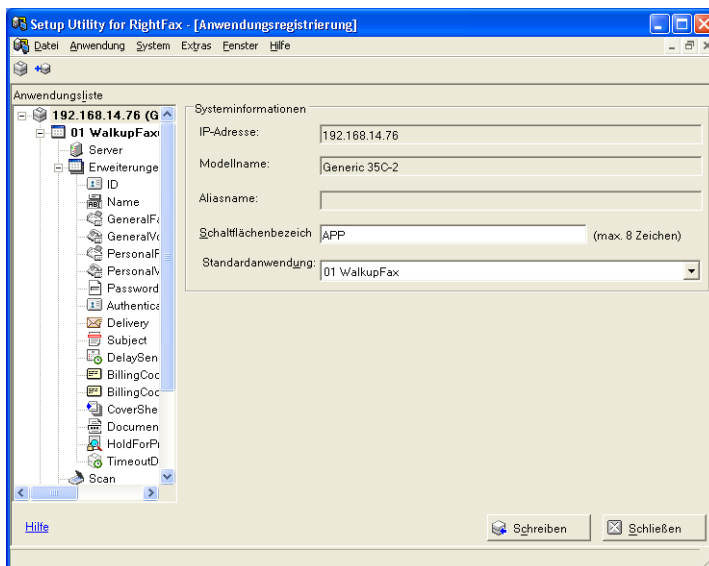 Setup Utility for RightFax - [Anwendungsregistrierung]
Datei Anwendung System Extras Fenster Hilfe
Anwendungsliste
192.168.14.76 (G
01 WalkupFax
Server
Erweiterunge
ID
Name
GeneralFa
GeneralVo
PersonalF
PersonalV
Password
Authentica
Delivery
Subject
DelaySen
BillingCoc
BillingCoc
CoverShe
Documen
HoldForPr
TimeoutD
Scan
Systeminformationen
IP-Adresse: 192.168.14.76
Modellname: Generic 35C-2
Aliasname:
Schaltflächenbezeich APP (max. 8 Zeichen)
Standardanwendung: 01 WalkupFax
Hilfe
Schreiben Schließen